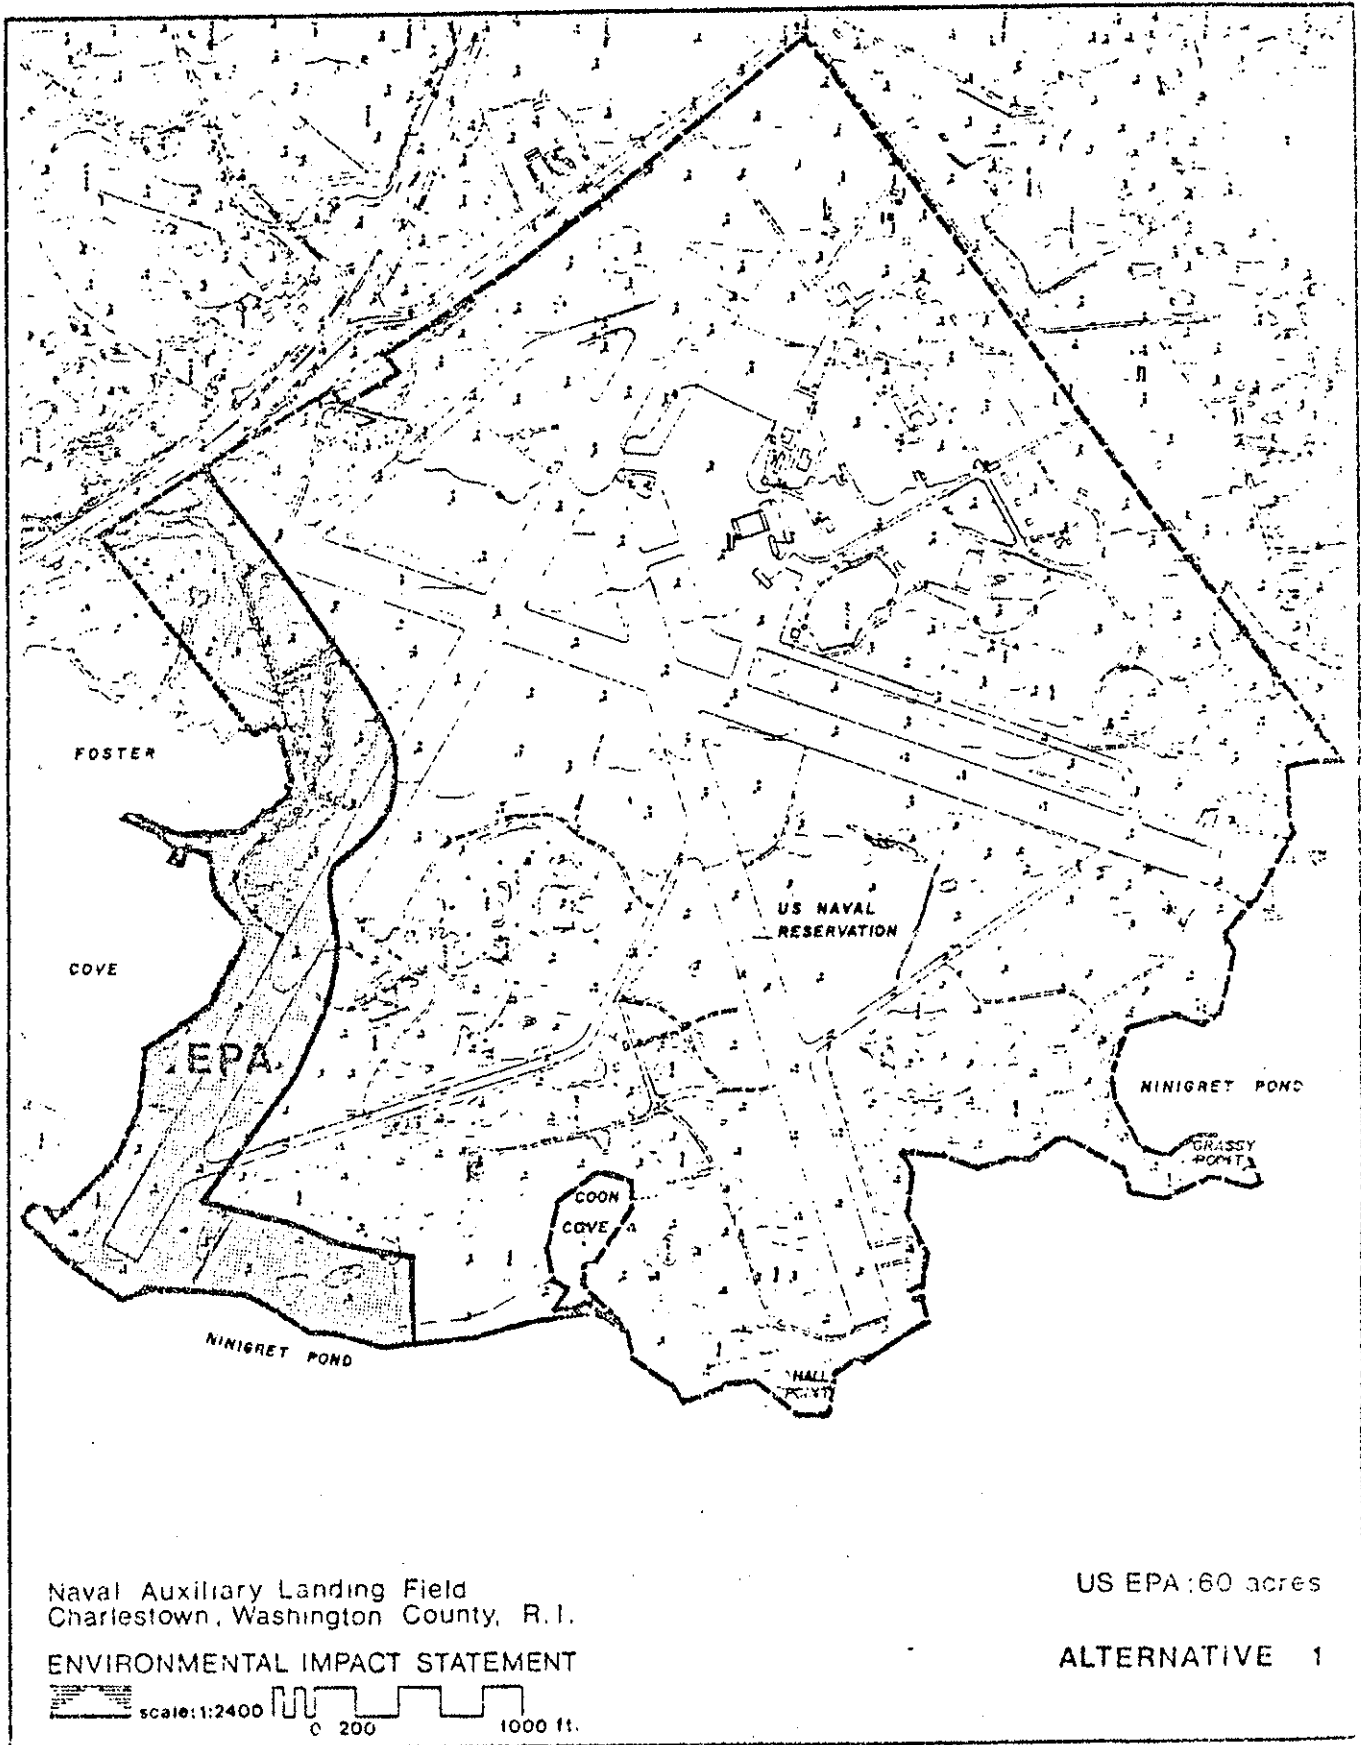 FOSTER
COVE
EPA
US NAVAL
RESERVATION
NINIGRET POND
GRASSY
POINT
COON
COVE
NINIGRET POND
HALL
POINT
Naval Auxiliary Landing Field
Charlestown, Washington County, R.I.
ENVIRONMENTAL IMPACT STATEMENT
scale:1:2400
0 200 1000 ft.
US EPA:60 acres
ALTERNATIVE 1